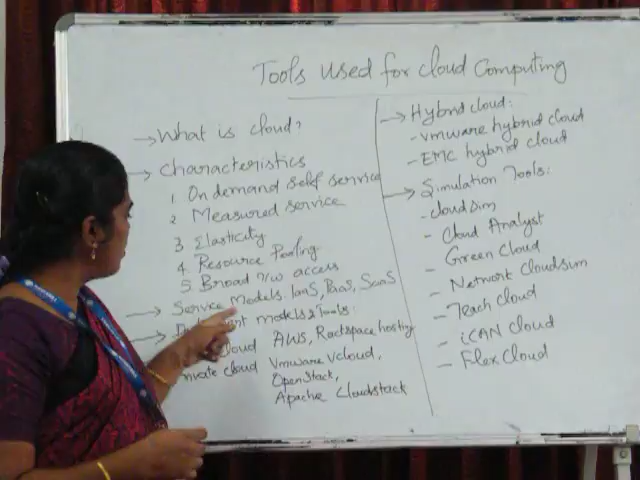 Tools used for Cloud Computing
→ What is cloud?
→ Characteristics
1 On demand self service
2 Measured service
3 Elasticity
4 Resource Pooling
5 Broad n/w access
→ Service Models: IaaS, PaaS, SaaS
→ models & Tools:
cloud AWS, Rackspace hosting
cloud Vmware vcloud,
OpenStack,
Apache Cloudstack
→ Hybrid cloud:
- vmware hybrid cloud
- EMC hybrid cloud
→ Simulation Tools:
- cloudsim
- Cloud Analyst
- Green Cloud
- Network Cloudsim
- Teach Cloud
- iCAN Cloud
- Flex Cloud